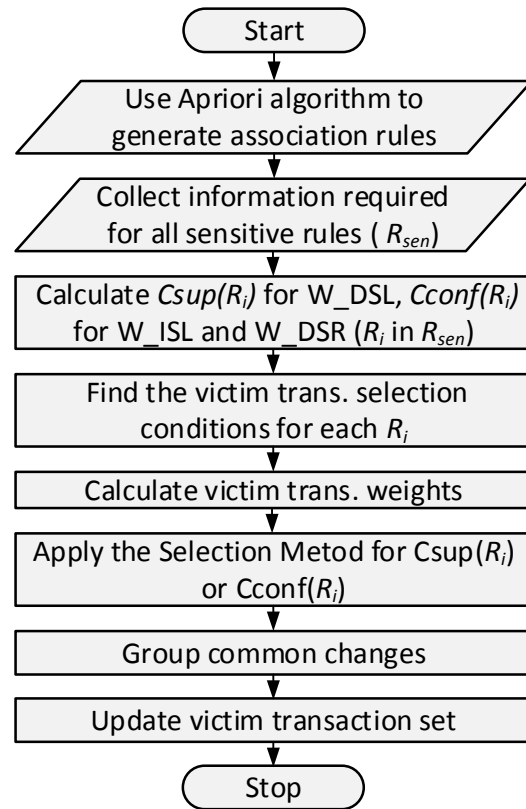 Start
Use Apriori algorithm to
generate association rules
Collect information required
for all sensitive rules ( Rsen)
Calculate Csup(Ri) for W_DSL, Cconf(Ri)
for W_ISL and W_DSR (Ri in Rsen)
Find the victim trans. selection
conditions for each Ri
Calculate victim trans. weights
Apply the Selection Metod for Csup(Ri)
or Cconf(Ri)
Group common changes
Update victim transaction set
Stop